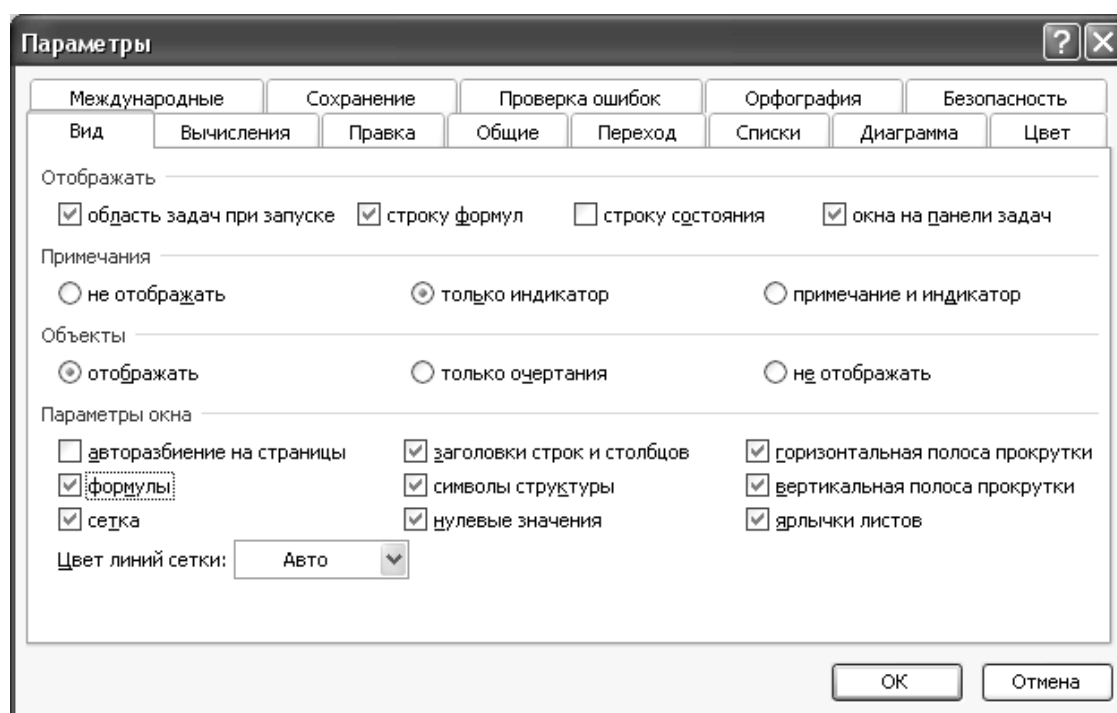 Параметры
Международные Сохранение Проверка ошибок Орфография Безопасность
Вид Вычисления Правка Общие Переход Списки Диаграмма Цвет
Отображать
область задач при запуске строку формул строку состояния окна на панели задач
Примечания
не отображать только индикатор примечание и индикатор
Объекты
отображать только очертания не отображать
Параметры окна
авторазбиение на страницы заголовки строк и столбцов горизонтальная полоса прокрутки
формулы символы структуры вертикальная полоса прокрутки
сетка нулевые значения ярлычки листов
Цвет линий сетки: Авто
ОК Отмена